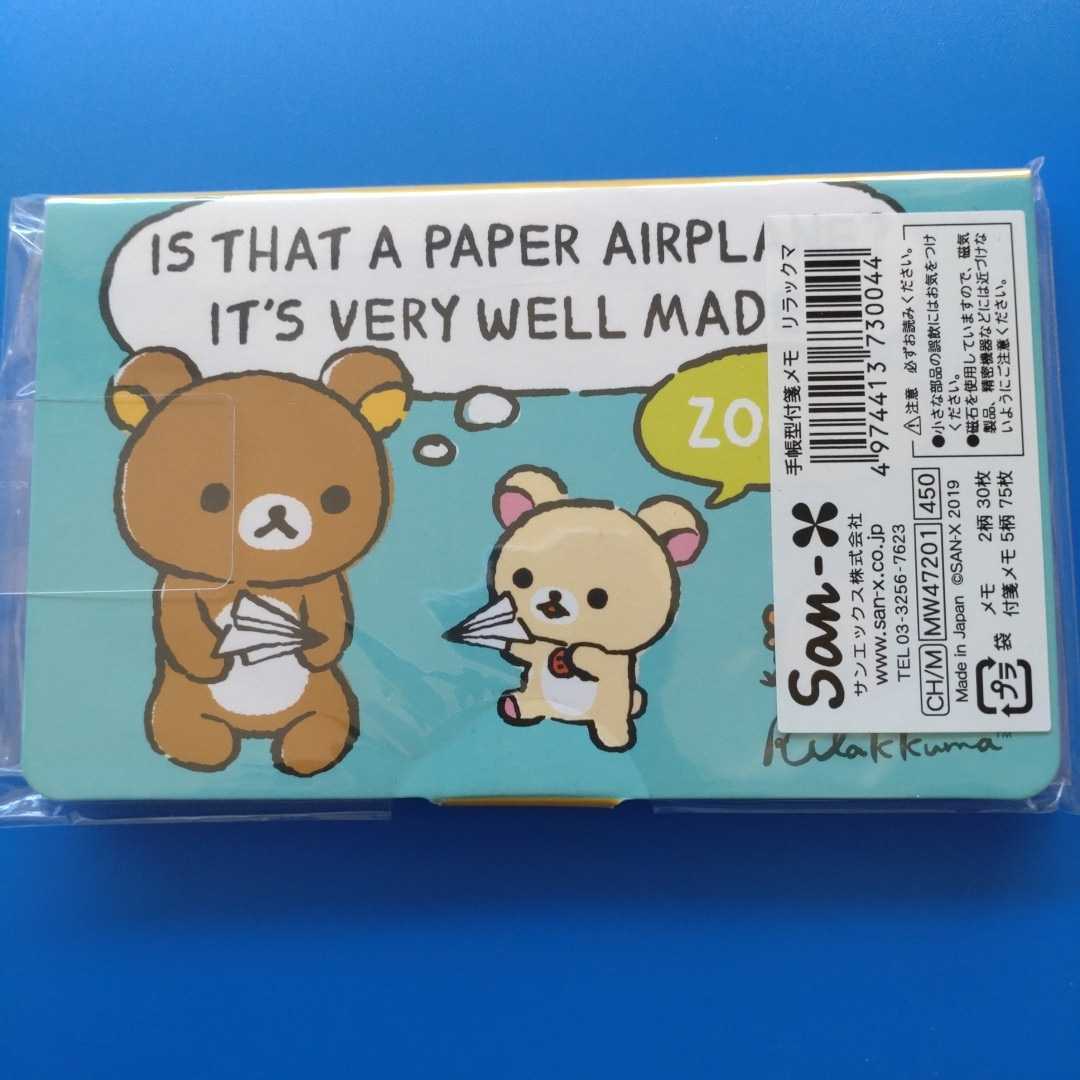 IS THAT A PAPER AIRPLANE?
IT'S VERY WELL MAD
ZO
Rilakkuma
手帳型付箋メモ リラックマ
4 974413 730044
⚠注意 必ずお読みください。
●小さな部品の誤飲にはお気をつけ
ください。
●磁石を使用していますので、磁気
製品、精密機器などには近づけな
いようにご注意ください。
San-X
サンエックス株式会社
www.san-x.co.jp
TEL 03-3256-7623
CH/M MW47201 450
Made in Japan ©SAN-X 2019
プラ 袋 メモ 2柄 30枚
付箋メモ 5柄 75枚